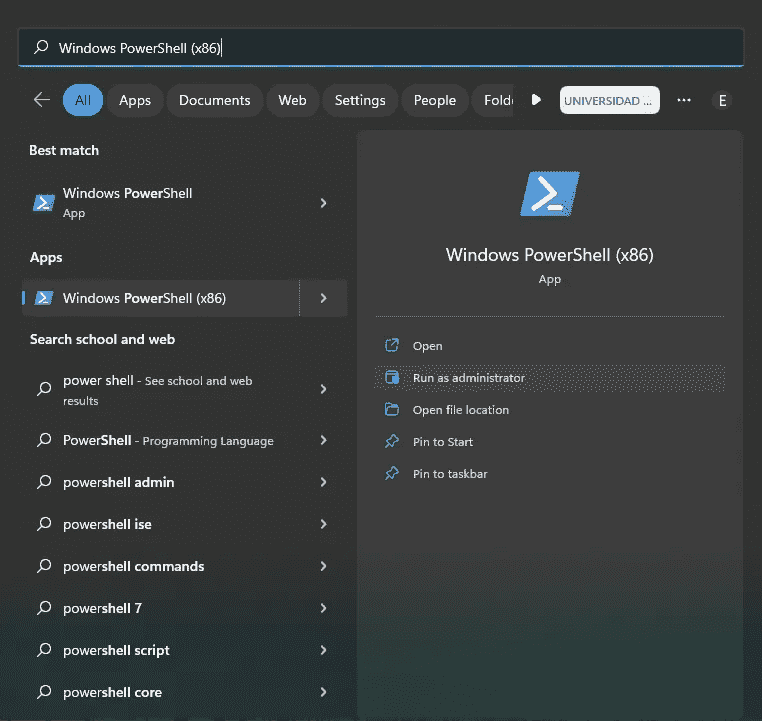 Windows PowerShell (x86)
All Apps Documents Web Settings People Folde UNIVERSIDAD ... ... E
Best match
Windows PowerShell
App
Apps
Windows PowerShell (x86)
Search school and web
power shell - See school and web
results
PowerShell - Programming Language
powershell admin
powershell ise
powershell commands
powershell 7
powershell script
powershell core
Windows PowerShell (x86)
App
Open
Run as administrator
Open file location
Pin to Start
Pin to taskbar